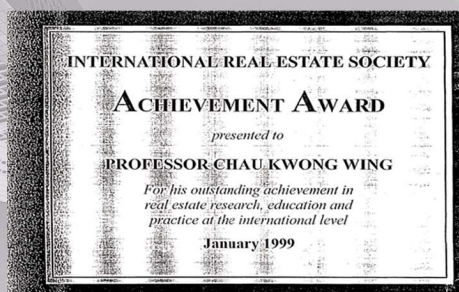 INTERNATIONAL REAL ESTATE SOCIETY
ACHIEVEMENT AWARD
presented to
PROFESSOR CHAU KWONG WING
For his outstanding achievement in
real estate research, education and
practice at the international level
January 1999